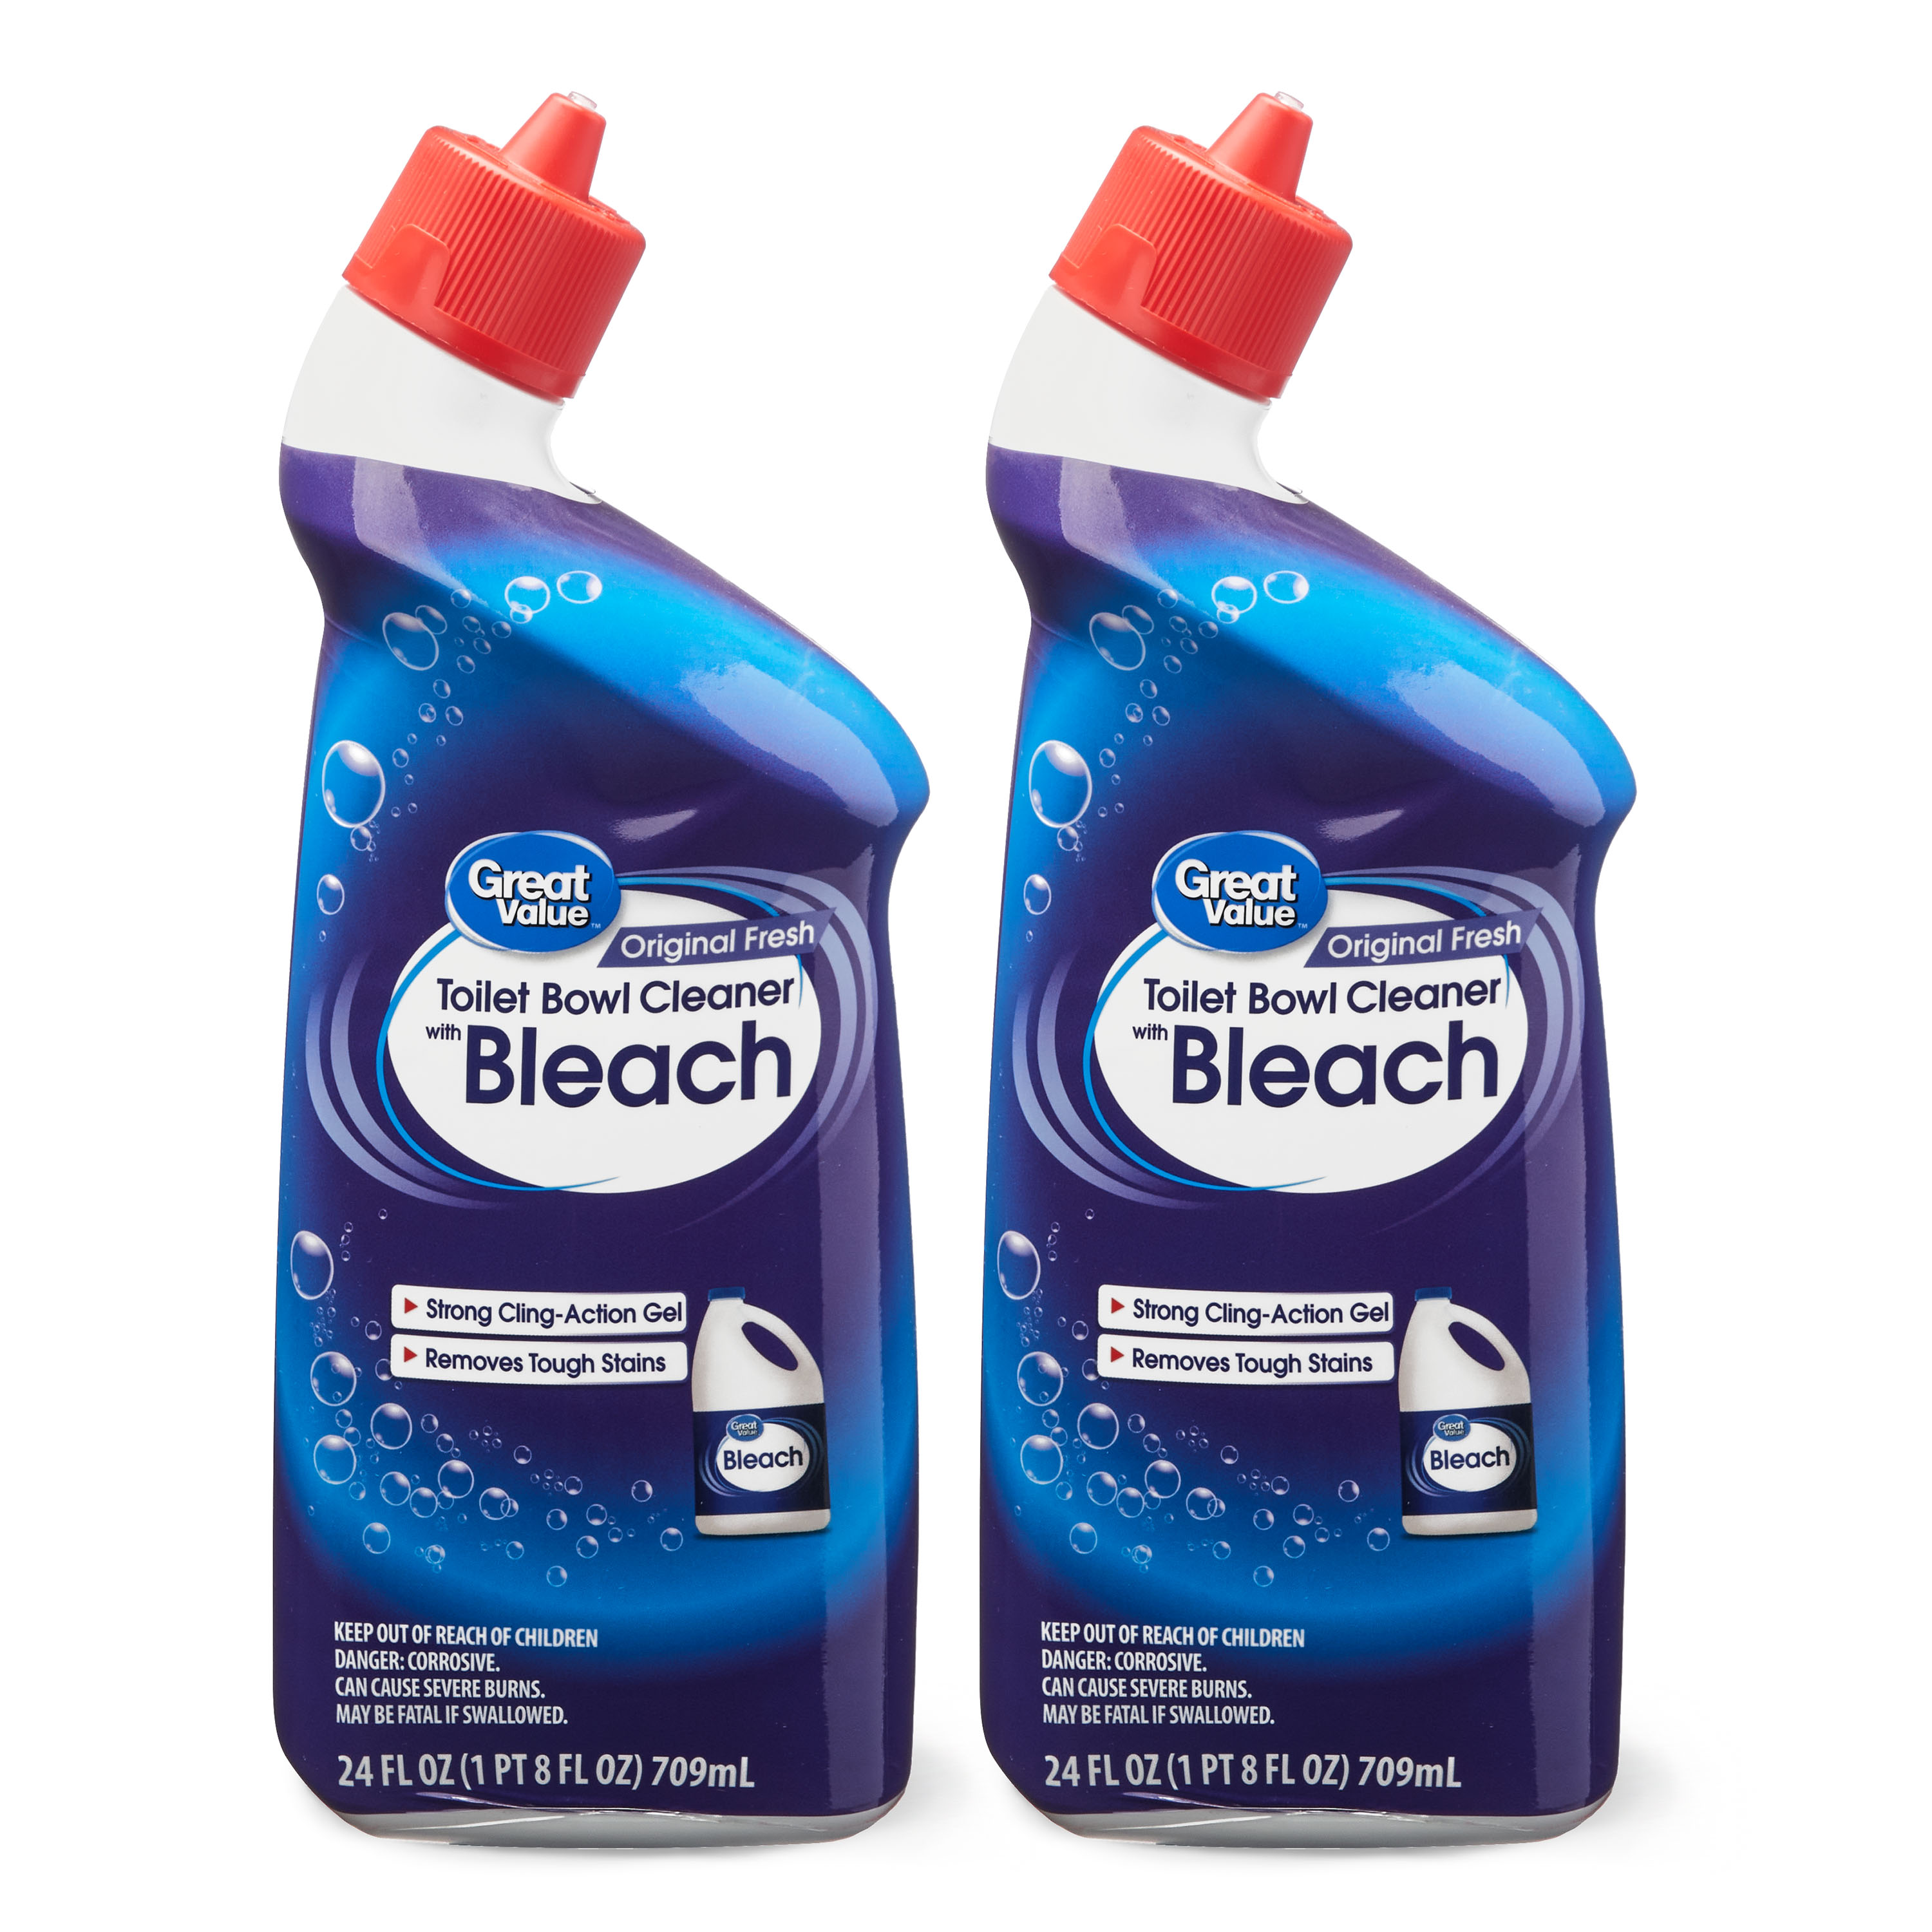 Great
Value™
Original Fresh
Toilet Bowl Cleaner
with Bleach
Strong Cling-Action Gel
Removes Tough Stains
Great
Value
Bleach
KEEP OUT OF REACH OF CHILDREN
DANGER: CORROSIVE.
CAN CAUSE SEVERE BURNS.
MAY BE FATAL IF SWALLOWED.
24 FL OZ (1 PT 8 FL OZ) 709mL
Great
Value™
Original Fresh
Toilet Bowl Cleaner
with Bleach
Strong Cling-Action Gel
Removes Tough Stains
Great
Value
Bleach
KEEP OUT OF REACH OF CHILDREN
DANGER: CORROSIVE.
CAN CAUSE SEVERE BURNS.
MAY BE FATAL IF SWALLOWED.
24 FL OZ (1 PT 8 FL OZ) 709mL